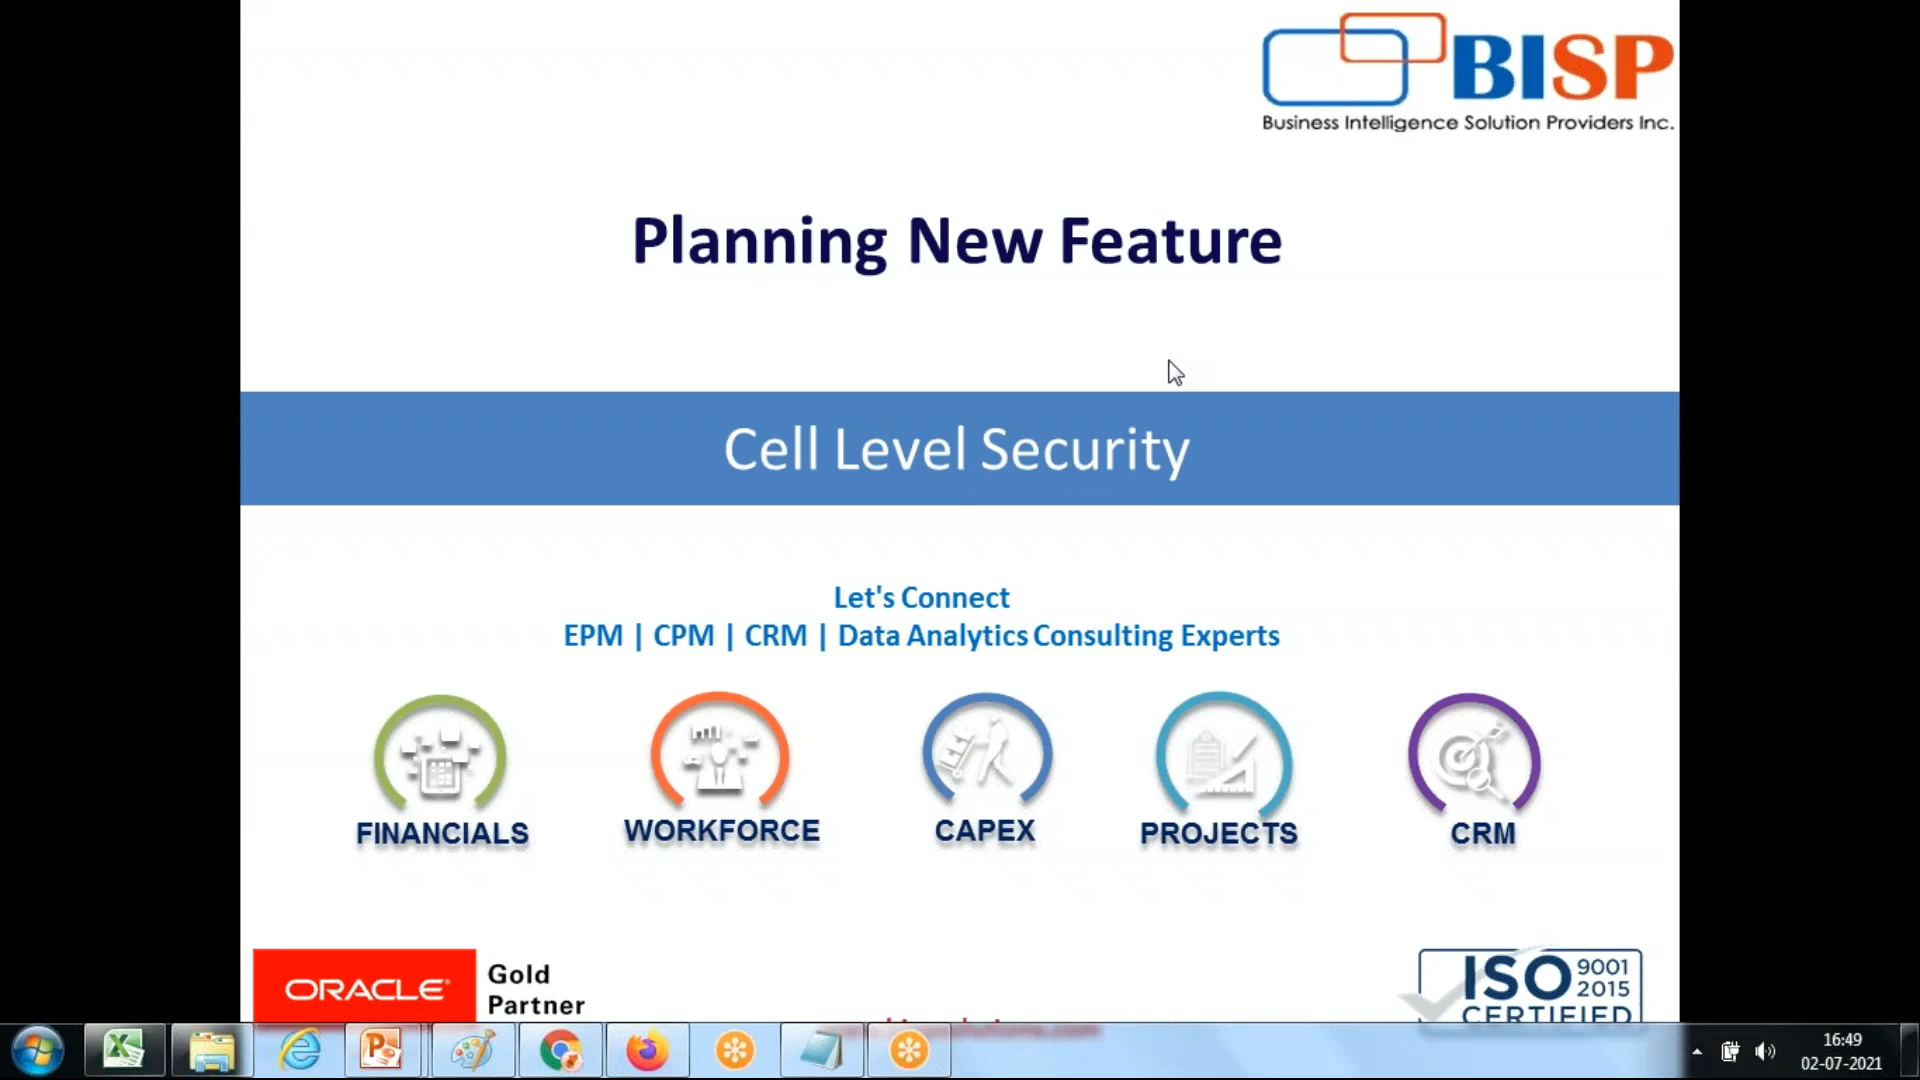 BISP
Business Intelligence Solution Providers Inc.
Planning New Feature
Cell Level Security
Let's Connect
EPM | CPM | CRM | Data Analytics Consulting Experts
FINANCIALS
WORKFORCE
CAPEX
PROJECTS
CRM
ORACLE®
Gold
Partner
ISO 9001
2015
CERTIFIED
16:49
02-07-2021